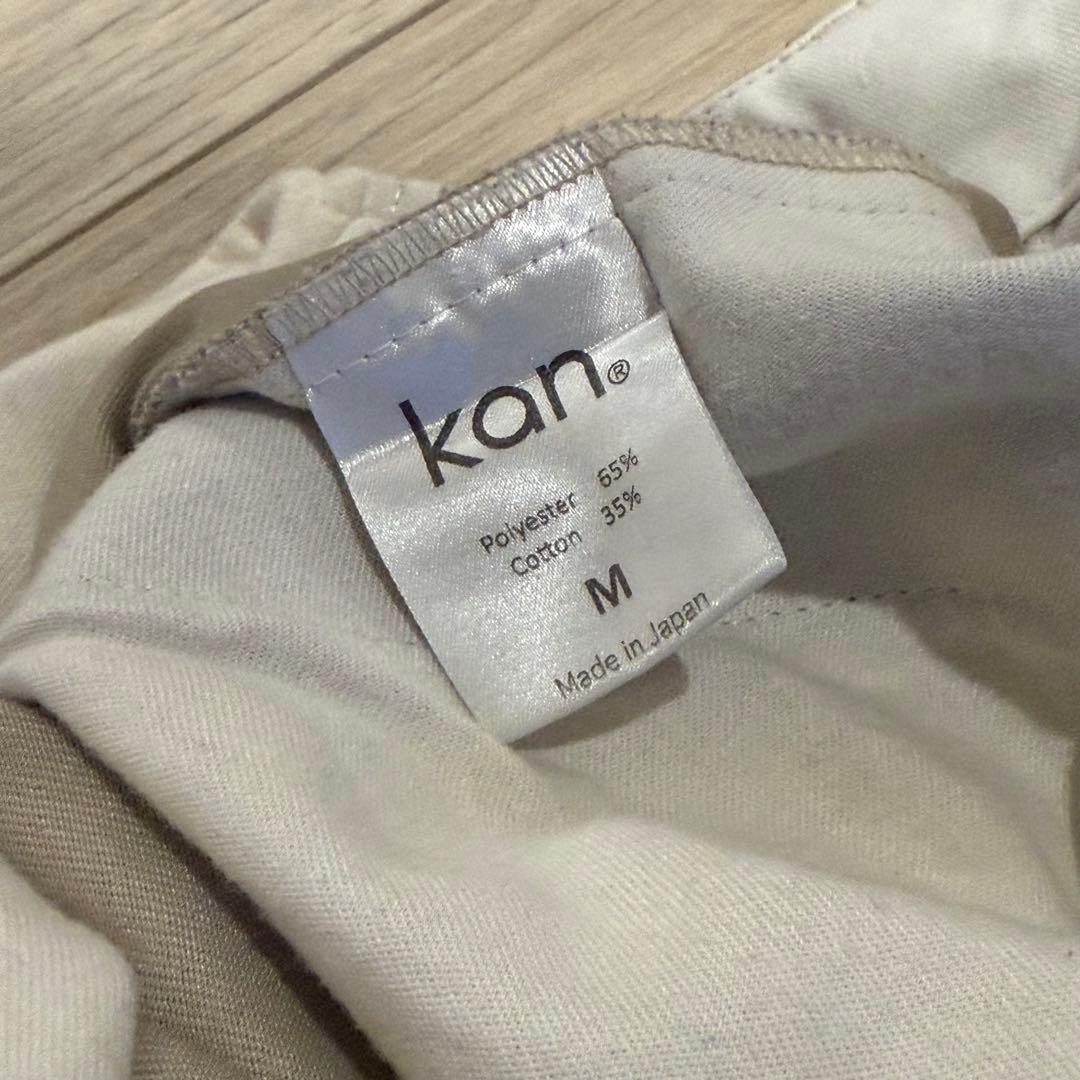 kan®
Polyester 65%
Cotton 35%
M
Made in Japan